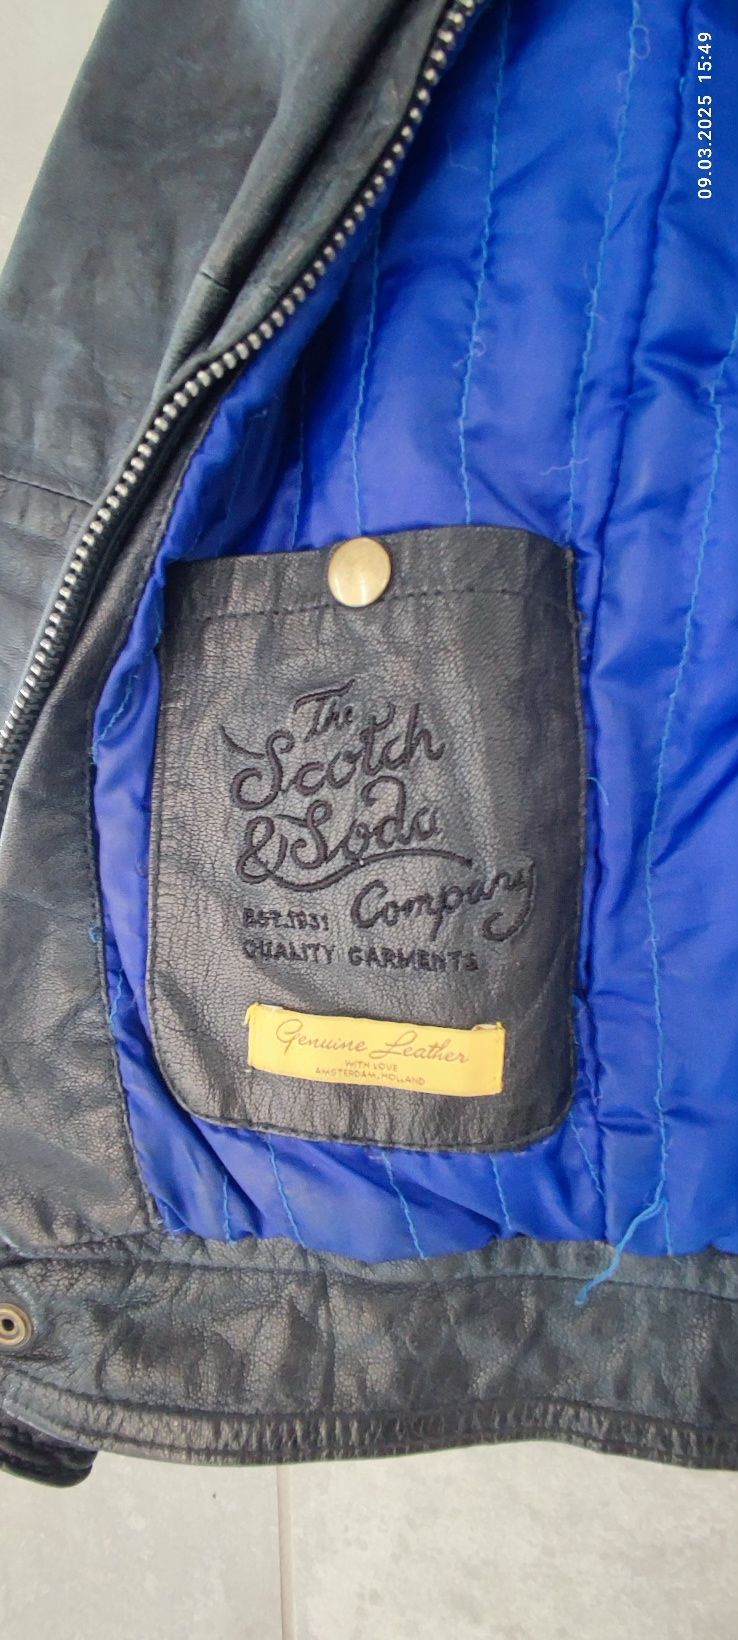 The
Scotch
& Soda
Company
EST.1931
QUALITY GARMENTS
Genuine Leather
WITH LOVE
AMSTERDAM, HOLLAND
09.03.2025 15:49